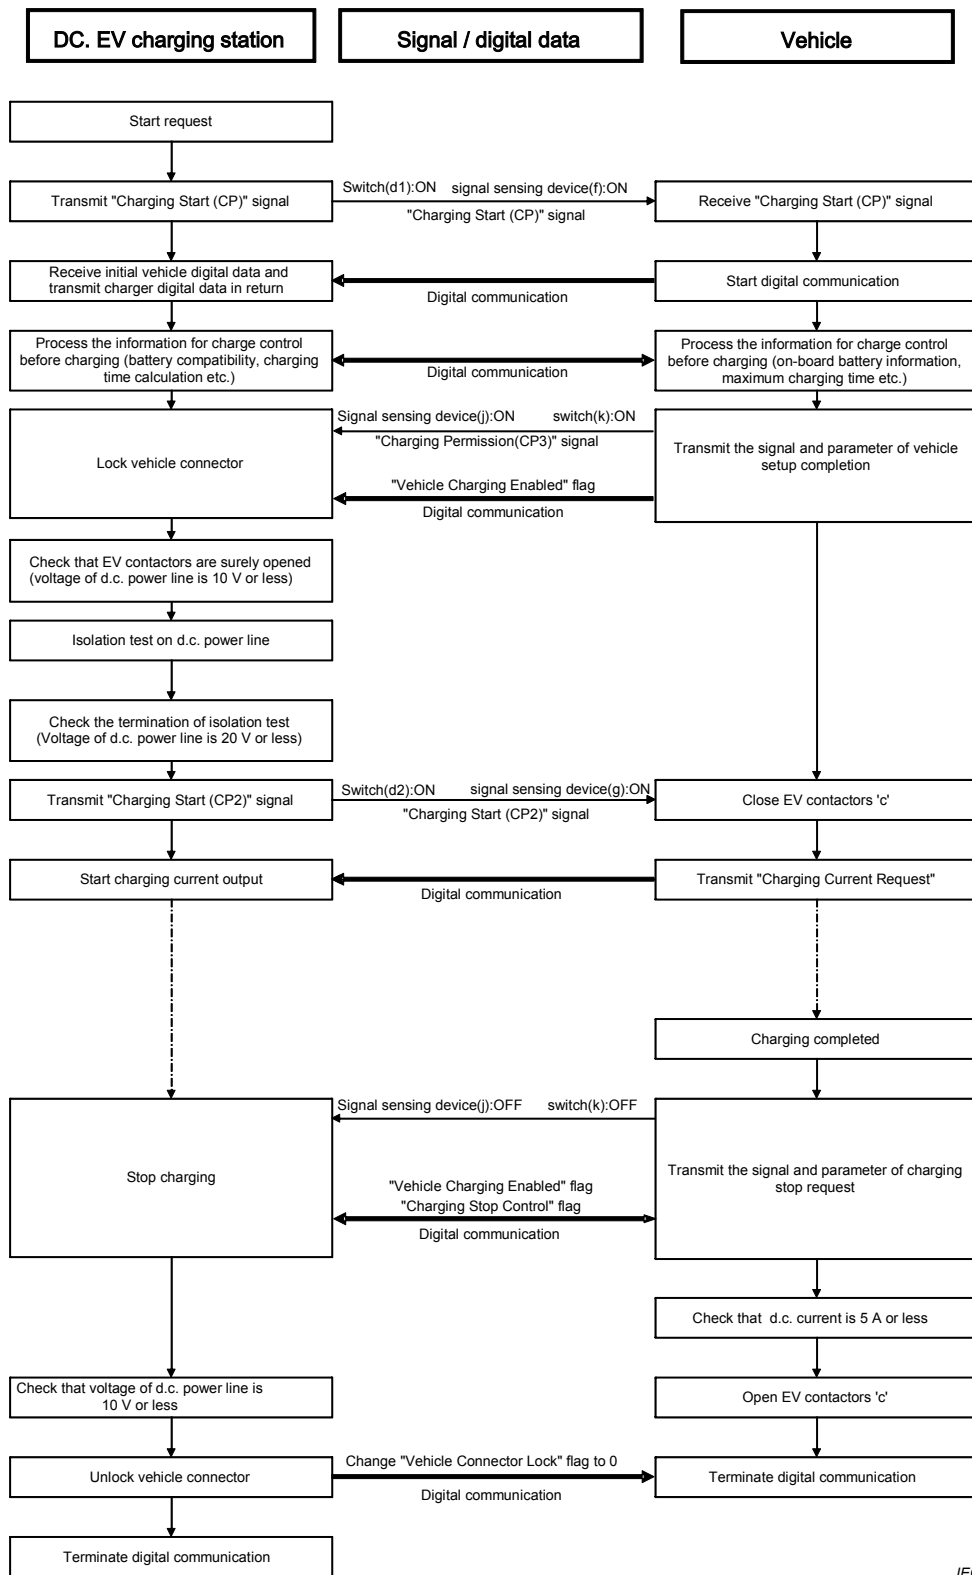 DC. EV charging station
Signal / digital data
Vehicle
Start request
Transmit "Charging Start (CP)" signal
Switch(d1):ON signal sensing device(f):ON
"Charging Start (CP)" signal
Receive "Charging Start (CP)" signal
Receive initial vehicle digital data and
transmit charger digital data in return
Digital communication
Start digital communication
Process the information for charge control
before charging (battery compatibility, charging
time calculation etc.)
Digital communication
Process the information for charge control
before charging (on-board battery information,
maximum charging time etc.)
Lock vehicle connector
Signal sensing device(j):ON switch(k):ON
"Charging Permission(CP3)" signal
"Vehicle Charging Enabled" flag
Digital communication
Transmit the signal and parameter of vehicle
setup completion
Check that EV contactors are surely opened
(voltage of d.c. power line is 10 V or less)
Isolation test on d.c. power line
Check the termination of isolation test
(Voltage of d.c. power line is 20 V or less)
Transmit "Charging Start (CP2)" signal
Switch(d2):ON signal sensing device(g):ON
"Charging Start (CP2)" signal
Close EV contactors 'c'
Start charging current output
Digital communication
Transmit "Charging Current Request"
Charging completed
Stop charging
Signal sensing device(j):OFF switch(k):OFF
"Vehicle Charging Enabled" flag
"Charging Stop Control" flag
Digital communication
Transmit the signal and parameter of charging
stop request
Check that d.c. current is 5 A or less
Check that voltage of d.c. power line is
10 V or less
Open EV contactors 'c'
Unlock vehicle connector
Change "Vehicle Connector Lock" flag to 0
Digital communication
Terminate digital communication
Terminate digital communication